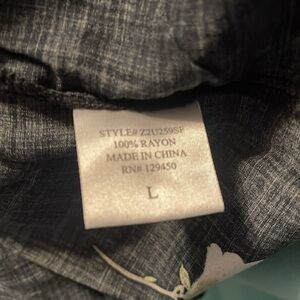 STYLE# Z2U259SF
100% RAYON
MADE IN CHINA
RN# 129450
L